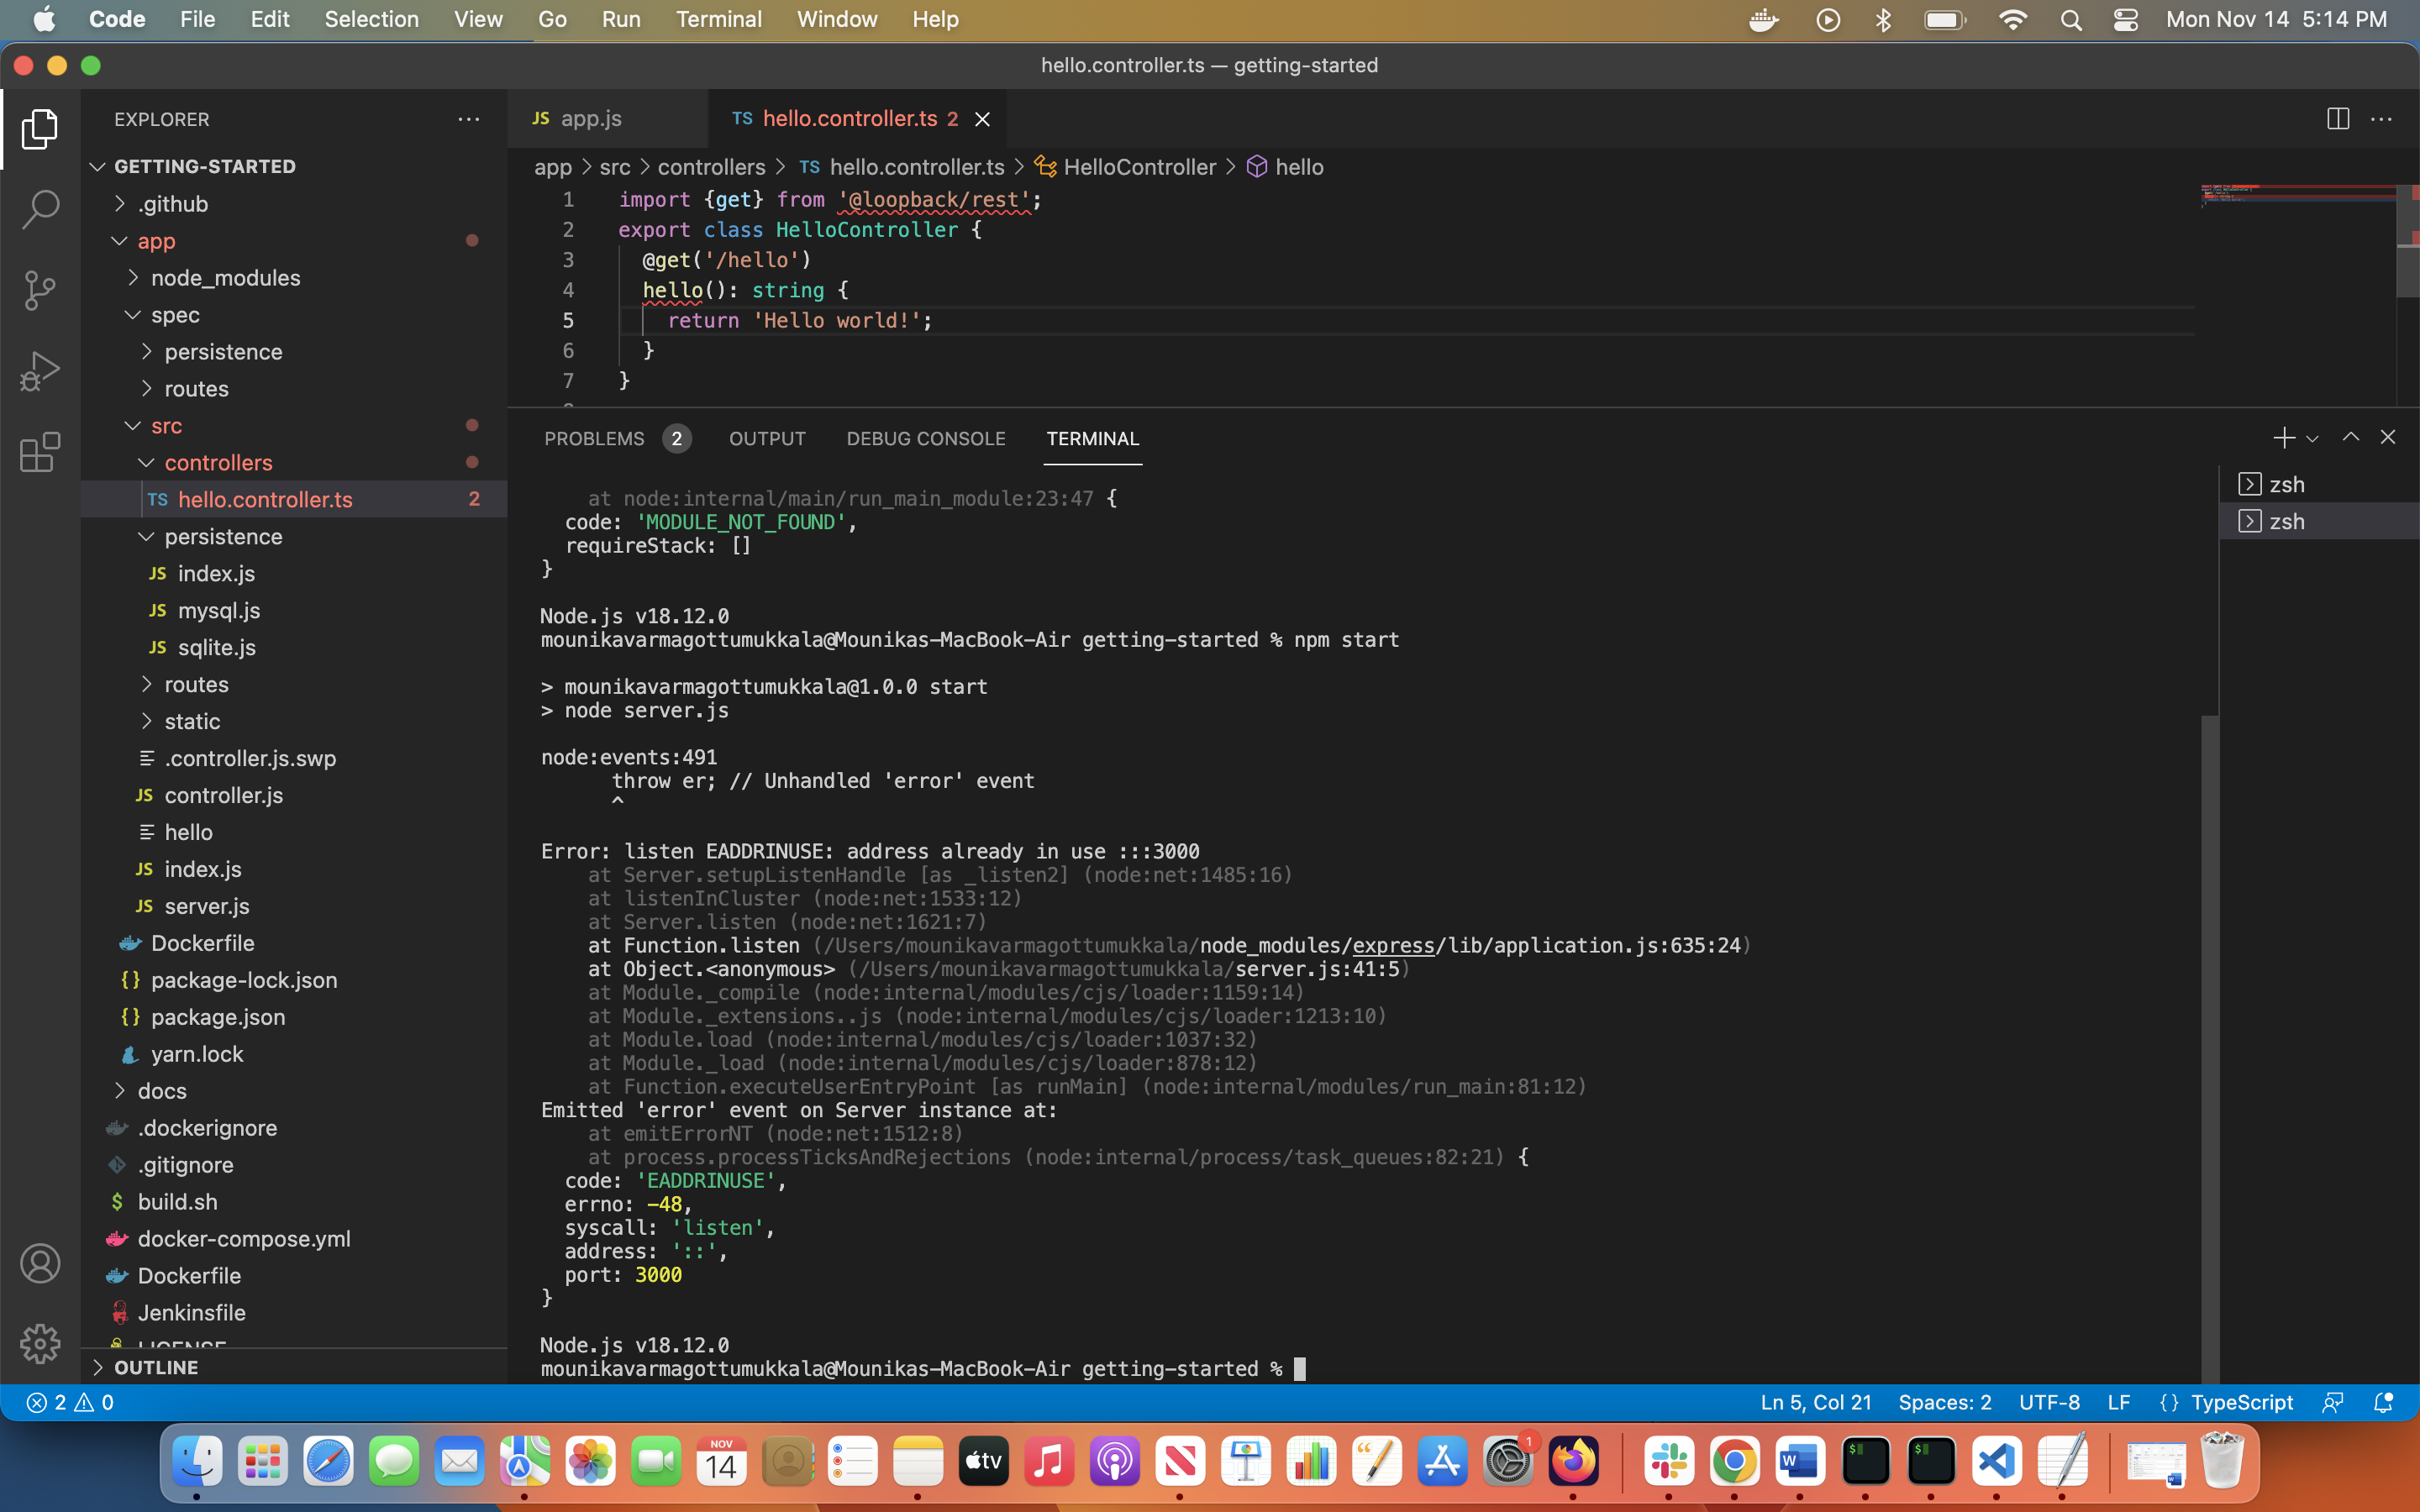 Code File Edit Selection View Go Run Terminal Window Help Mon Nov 14 5:14 PM
hello.controller.ts — getting-started
EXPLORER
GETTING-STARTED
.github
app
node_modules
spec
persistence
routes
src
controllers
TS hello.controller.ts 2
persistence
JS index.js
JS mysql.js
JS sqlite.js
routes
static
.controller.js.swp
JS controller.js
hello
JS index.js
JS server.js
Dockerfile
{} package-lock.json
{} package.json
yarn.lock
docs
.dockerignore
.gitignore
$ build.sh
docker-compose.yml
Dockerfile
Jenkinsfile
LICENSE
OUTLINE
JS app.js TS hello.controller.ts 2
app > src > controllers > TS hello.controller.ts > HelloController > hello
1 import {get} from '@loopback/rest';
2 export class HelloController {
3 @get('/hello')
4 hello(): string {
5 return 'Hello world!';
6 }
7 }
PROBLEMS 2 OUTPUT DEBUG CONSOLE TERMINAL
zsh
zsh
at node:internal/main/run_main_module:23:47 {
code: 'MODULE_NOT_FOUND',
requireStack: []
}
Node.js v18.12.0
mounikavarmagottumukkala@Mounikas-MacBook-Air getting-started % npm start
> mounikavarmagottumukkala@1.0.0 start
> node server.js
node:events:491
throw er; // Unhandled 'error' event
^
Error: listen EADDRINUSE: address already in use :::3000
at Server.setupListenHandle [as _listen2] (node:net:1485:16)
at listenInCluster (node:net:1533:12)
at Server.listen (node:net:1621:7)
at Function.listen (/Users/mounikavarmagottumukkala/node_modules/express/lib/application.js:635:24)
at Object.<anonymous> (/Users/mounikavarmagottumukkala/server.js:41:5)
at Module._compile (node:internal/modules/cjs/loader:1159:14)
at Module._extensions..js (node:internal/modules/cjs/loader:1213:10)
at Module.load (node:internal/modules/cjs/loader:1037:32)
at Module._load (node:internal/modules/cjs/loader:878:12)
at Function.executeUserEntryPoint [as runMain] (node:internal/modules/run_main:81:12)
Emitted 'error' event on Server instance at:
at emitErrorNT (node:net:1512:8)
at process.processTicksAndRejections (node:internal/process/task_queues:82:21) {
code: 'EADDRINUSE',
errno: -48,
syscall: 'listen',
address: '::',
port: 3000
}
Node.js v18.12.0
mounikavarmagottumukkala@Mounikas-MacBook-Air getting-started %
2 0 Ln 5, Col 21 Spaces: 2 UTF-8 LF {} TypeScript
NOV
14
tv
1
W